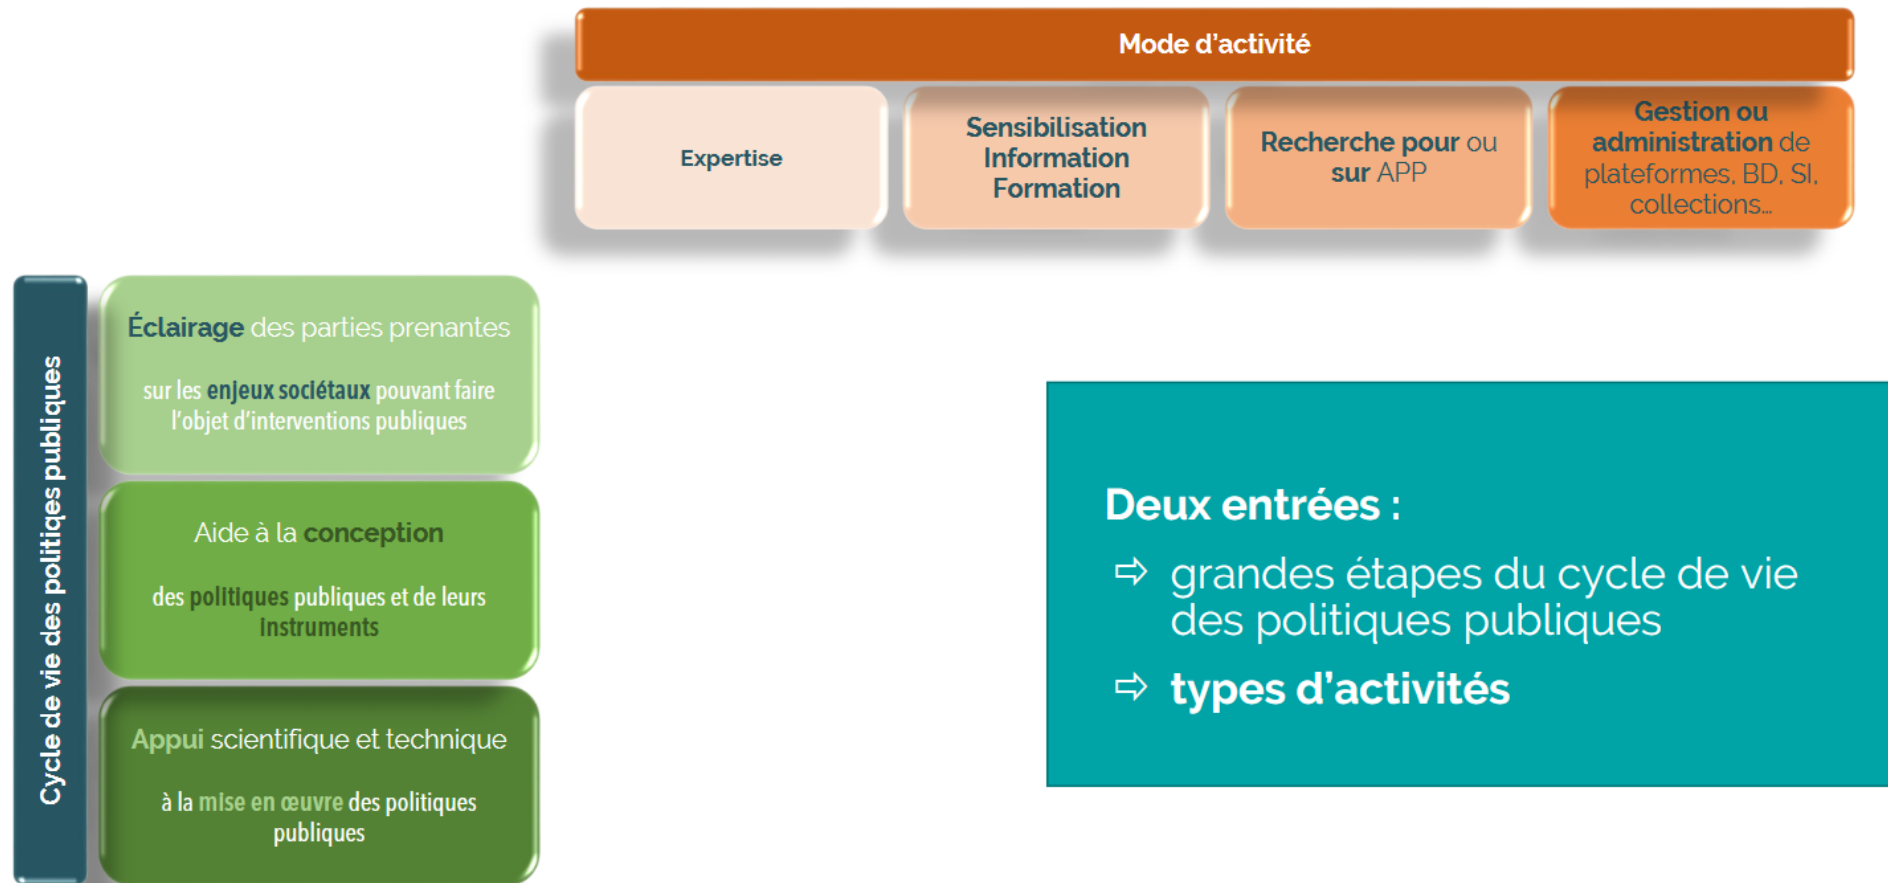 Mode d'activité
Expertise
Sensibilisation
Information
Formation
Recherche pour ou
sur APP
Gestion ou
administration de
plateformes, BD, SI,
collections…
Cycle de vie des politiqes publiques
Éclairage des parties prenantes
sur les enjeux sociétaux pouvant faire
l'objet d'interventions publiques
Aide à la conception
des politiques publiques et de leurs
instruments
Appui scientifique et technique
à la mise en œuvre des politiques
publiques
Deux entrées :
⇨ grandes étapes du cycle de vie
des politiques publiques
⇨ types d'activités